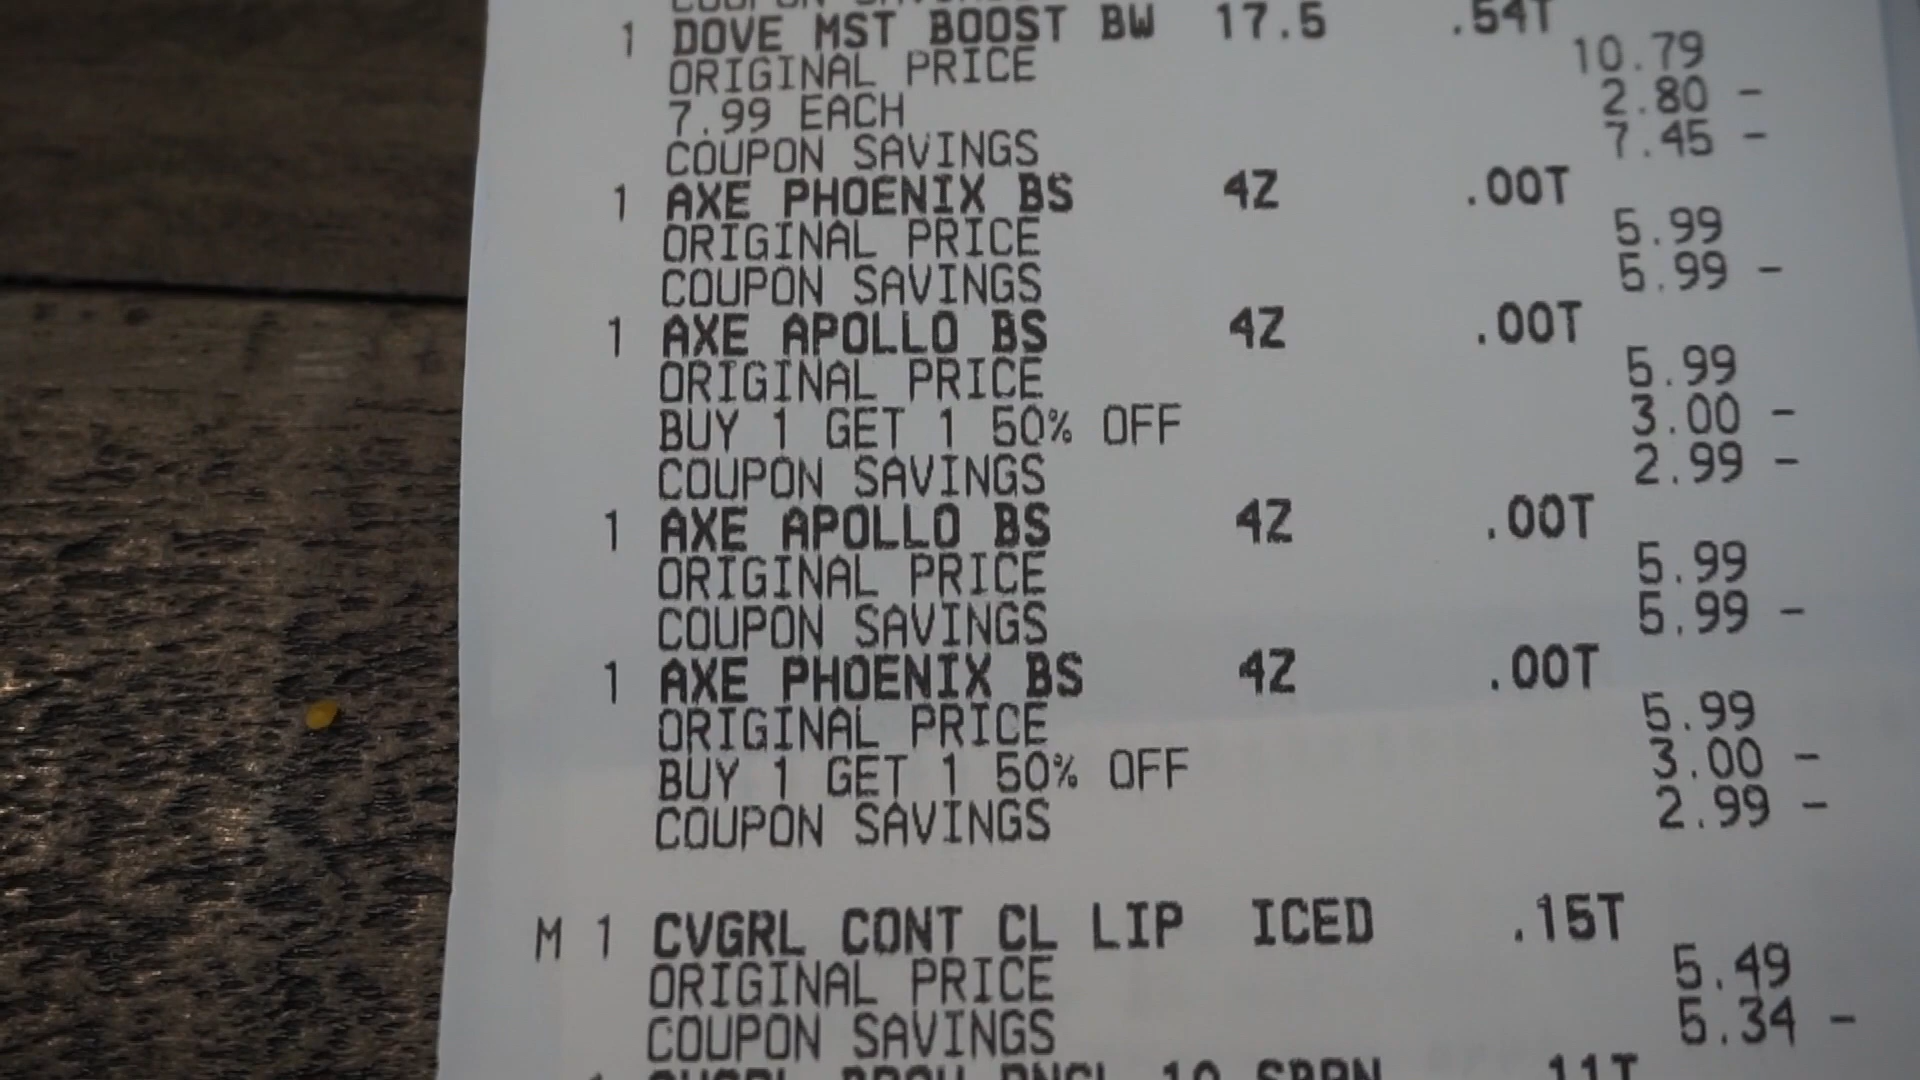 COUPON SAVINGS
1 DOVE MST BOOST BW 17.5 .54T
ORIGINAL PRICE 10.79
7.99 EACH 2.80 -
COUPON SAVINGS 7.45 -
1 AXE PHOENIX BS 4Z .00T
ORIGINAL PRICE 5.99
COUPON SAVINGS 5.99 -
1 AXE APOLLO BS 4Z .00T
ORIGINAL PRICE 5.99
BUY 1 GET 1 50% OFF 3.00 -
COUPON SAVINGS 2.99 -
1 AXE APOLLO BS 4Z .00T
ORIGINAL PRICE 5.99
COUPON SAVINGS 5.99 -
1 AXE PHOENIX BS 4Z .00T
ORIGINAL PRICE 5.99
BUY 1 GET 1 50% OFF 3.00 -
COUPON SAVINGS 2.99 -
M 1 CVGRL CONT CL LIP ICED .15T
ORIGINAL PRICE 5.49
COUPON SAVINGS 5.34 -
10 .11T